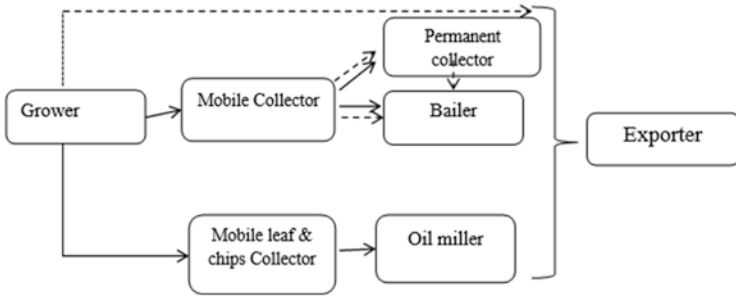 Permanent
collector
Grower
Mobile Collector
Bailer
Exporter
Mobile leaf &
chips Collector
Oil miller